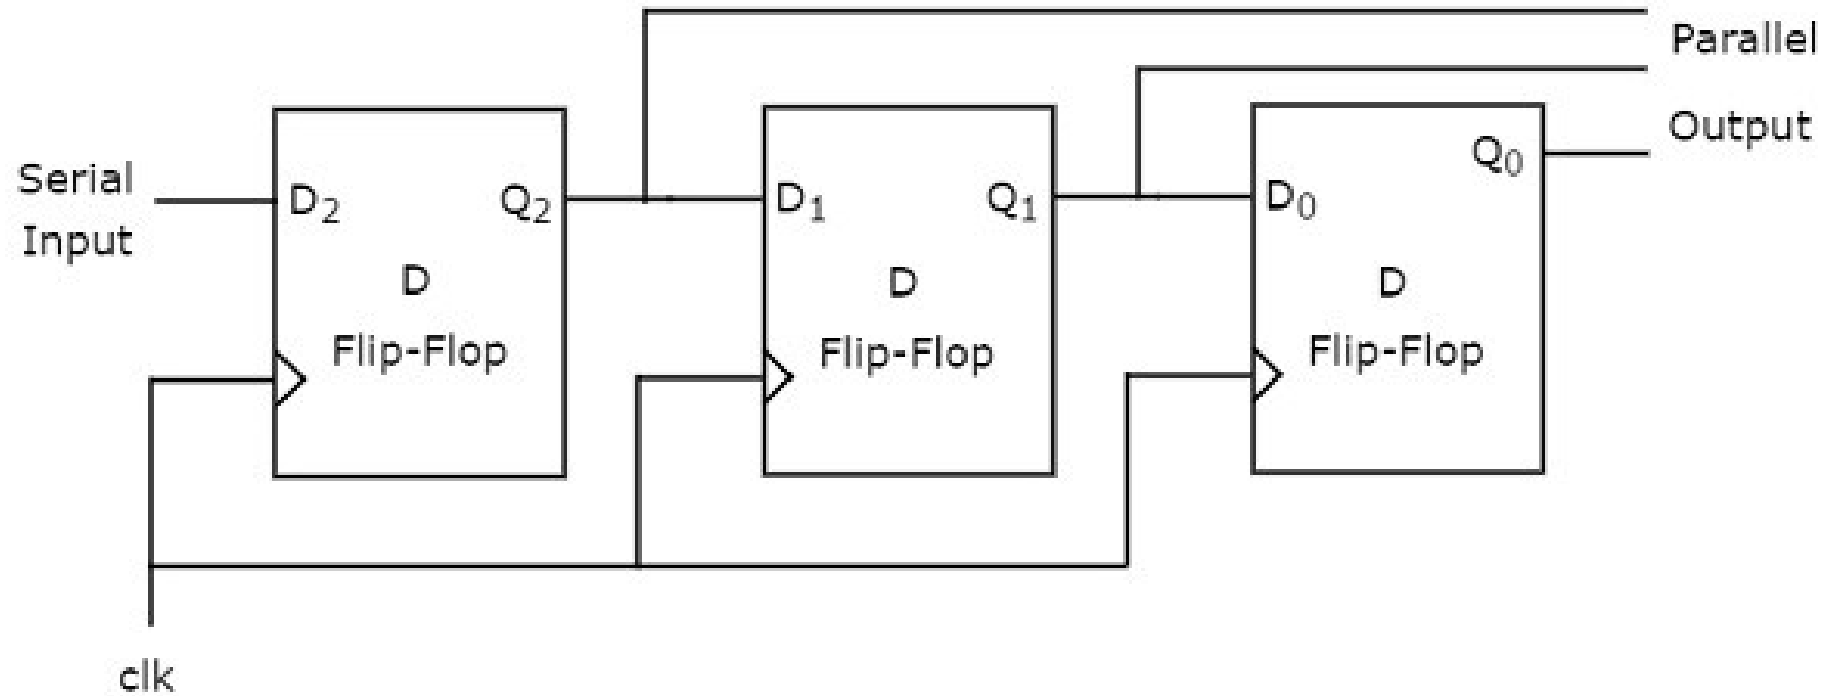 Parallel
Output
Serial
Input
D₂
Q₂
D
Flip-Flop
D₁
Q₁
D
Flip-Flop
D₀
Q₀
D
Flip-Flop
clk